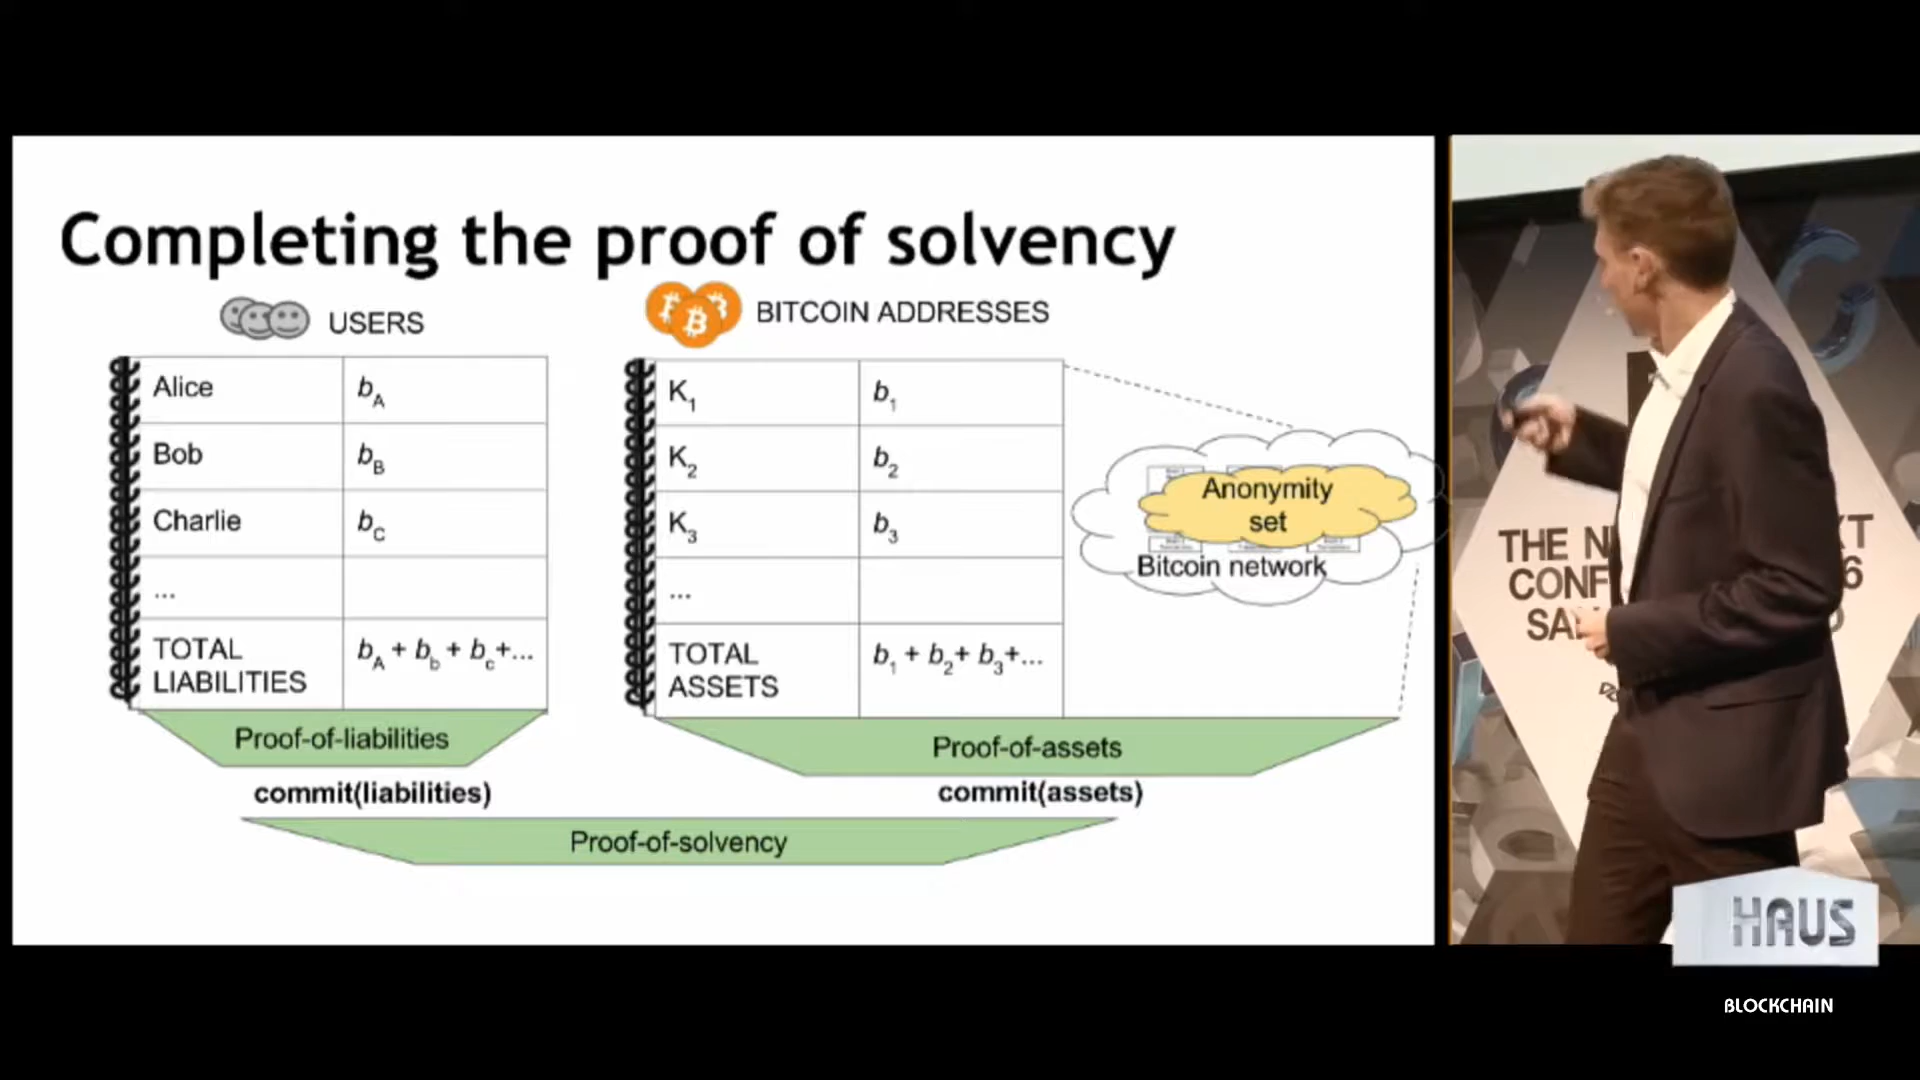 Completing the proof of solvency
USERS
Alice b_A
Bob b_B
Charlie b_C
...
TOTAL LIABILITIES b_A + b_b + b_c+...
Proof-of-liabilities
commit(liabilities)
BITCOIN ADDRESSES
K_1 b_1
K_2 b_2
K_3 b_3
...
TOTAL ASSETS b_1 + b_2+ b_3+...
Anonymity
set
Bitcoin network
Proof-of-assets
commit(assets)
Proof-of-solvency
THE
HAUS
BLOCKCHAIN